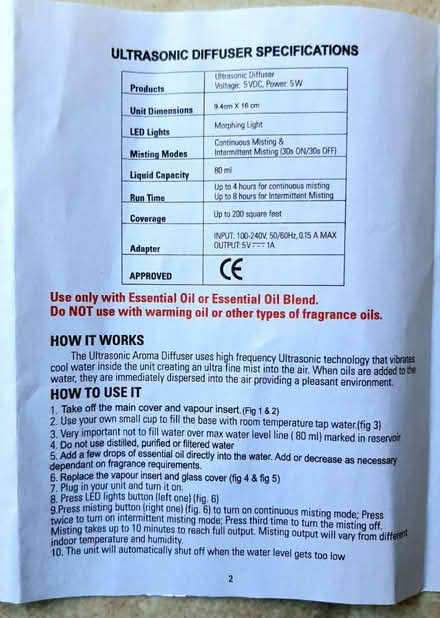 ULTRASONIC DIFFUSER SPECIFICATIONS
Products
Ultrasonic Diffuser
Voltage: 5VDC, Power: 5W
Unit Dimensions
9.4cm X 16 cm
LED Lights
Morphing Light
Misting Modes
Continuous Misting &
Intermittent Misting (30s ON/30s OFF)
Liquid Capacity
80 ml
Run Time
Up to 4 hours for continuous misting
Up to 8 hours for Intermittent Misting
Coverage
Up to 200 square feet
Adapter
INPUT: 100-240V, 50/60Hz, 0.15 A MAX
OUTPUT: 5V⎓1A
APPROVED
CE
Use only with Essential Oil or Essential Oil Blend.
Do NOT use with warming oil or other types of fragrance oils.
HOW IT WORKS
The Ultrasonic Aroma Diffuser uses high frequency Ultrasonic technology that vibrates
cool water inside the unit creating an ultra fine mist into the air. When oils are added to the
water, they are immediately dispersed into the air providing a pleasant environment.
HOW TO USE IT
1. Take off the main cover and vapour insert.(Fig 1 & 2)
2. Use your own small cup to fill the base with room temperature tap water.(fig 3)
3. Very important not to fill water over max water level line ( 80 ml) marked in reservoir
4. Do not use distilled, purified or filtered water
5. Add a few drops of essential oil directly into the water. Add or decrease as necessary
dependant on fragrance requirements.
6. Replace the vapour insert and glass cover (fig 4 & fig 5)
7. Plug in your unit and turn it on.
8. Press LED lights button (left one) (fig. 6)
9.Press misting button (right one) (fig. 6) to turn on continuous misting mode; Press
twice to turn on intermittent misting mode; Press third time to turn the misting off.
Misting takes up to 10 minutes to reach full output. Misting output will vary from different
indoor temperature and humidity.
10. The unit will automatically shut off when the water level gets too low
2